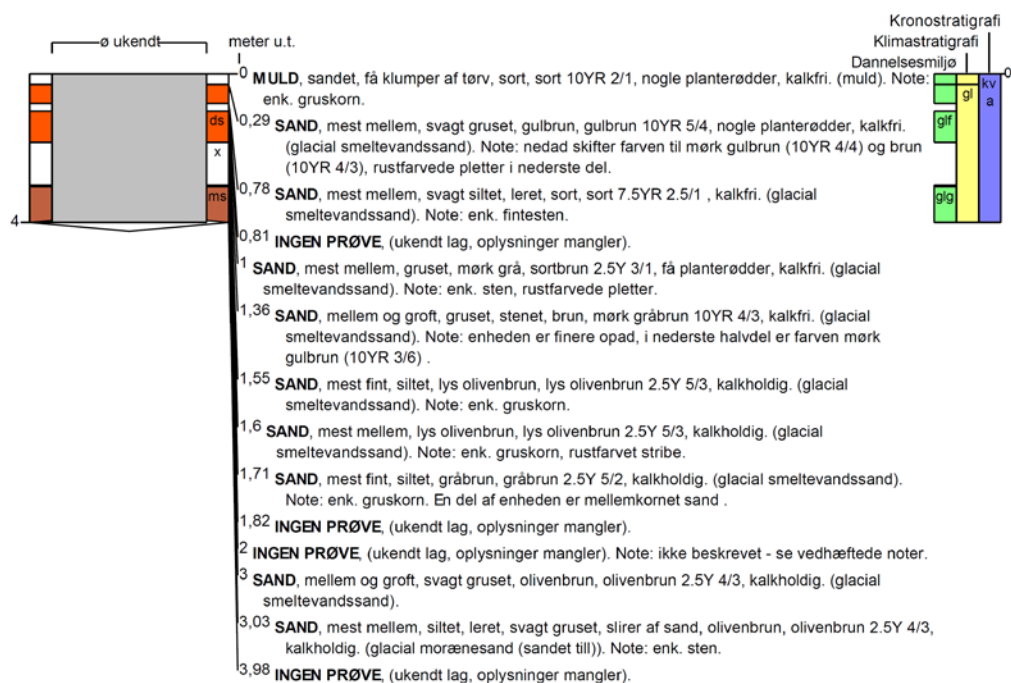 Kronostratigrafi
Klimastratigrafi
Dannelsesmiljø
ø ukendt
meter u.t.
0 MULD, sandet, få klumper af tørv, sort, sort 10YR 2/1, nogle planterødder, kalkfri. (muld). Note:
enk. gruskorn.
0,29 SAND, mest mellem, svagt gruset, gulbrun, gulbrun 10YR 5/4, nogle planterødder, kalkfri.
(glacial smeltevandssand). Note: nedad skifter farven til mørk gulbrun (10YR 4/4) og brun
(10YR 4/3), rustfarvede pletter i nederste del.
0,78 SAND, mest mellem, svagt siltet, leret, sort, sort 7.5YR 2.5/1 , kalkfri. (glacial
smeltevandssand). Note: enk. fintesten.
0,81 INGEN PRØVE, (ukendt lag, oplysninger mangler).
1 SAND, mest mellem, gruset, mørk grå, sortbrun 2.5Y 3/1, få planterødder, kalkfri. (glacial
smeltevandssand). Note: enk. sten, rustfarvede pletter.
1,36 SAND, mellem og groft, gruset, stenet, brun, mørk gråbrun 10YR 4/3, kalkfri. (glacial
smeltevandssand). Note: enheden er finere opad, i nederste halvdel er farven mørk
gulbrun (10YR 3/6) .
1,55 SAND, mest fint, siltet, lys olivenbrun, lys olivenbrun 2.5Y 5/3, kalkholdig. (glacial
smeltevandssand). Note: enk. gruskorn.
1,6 SAND, mest mellem, lys olivenbrun, lys olivenbrun 2.5Y 5/3, kalkholdig. (glacial
smeltevandssand). Note: enk. gruskorn, rustfarvet stribe.
1,71 SAND, mest fint, siltet, gråbrun, gråbrun 2.5Y 5/2, kalkholdig. (glacial smeltevandssand).
Note: enk. gruskorn. En del af enheden er mellemkornet sand .
1,82 INGEN PRØVE, (ukendt lag, oplysninger mangler).
2 INGEN PRØVE, (ukendt lag, oplysninger mangler). Note: ikke beskrevet - se vedhæftede noter.
3 SAND, mellem og groft, svagt gruset, olivenbrun, olivenbrun 2.5Y 4/3, kalkholdig. (glacial
smeltevandssand).
3,03 SAND, mest mellem, siltet, leret, svagt gruset, slirer af sand, olivenbrun, olivenbrun 2.5Y 4/3,
kalkholdig. (glacial morænesand (sandet till)). Note: enk. sten.
3,98 INGEN PRØVE, (ukendt lag, oplysninger mangler).
ds
x
ms
4
0
kv
gl
a
glf
glg